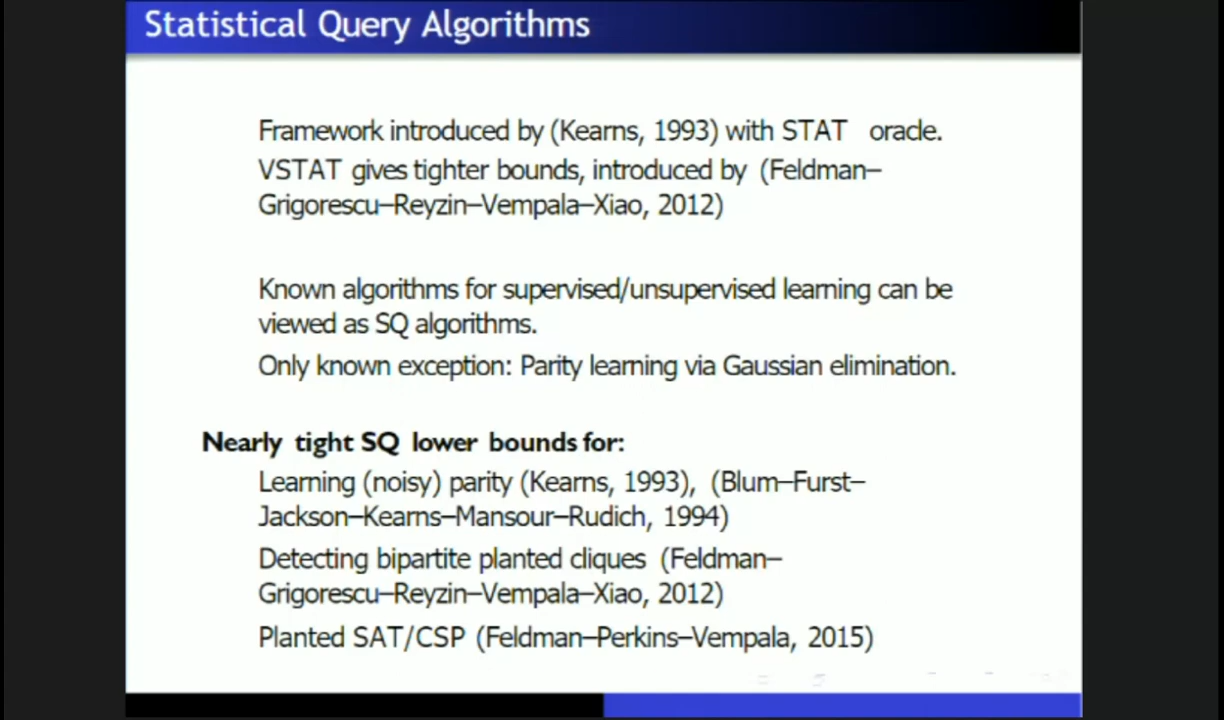 Statistical Query Algorithms
Framework introduced by (Kearns, 1993) with STAT oracle.
VSTAT gives tighter bounds, introduced by (Feldman–
Grigorescu–Reyzin–Vempala–Xiao, 2012)
Known algorithms for supervised/unsupervised learning can be
viewed as SQ algorithms.
Only known exception: Parity learning via Gaussian elimination.
Nearly tight SQ lower bounds for:
Learning (noisy) parity (Kearns, 1993), (Blum–Furst–
Jackson–Kearns–Mansour–Rudich, 1994)
Detecting bipartite planted cliques (Feldman–
Grigorescu–Reyzin–Vempala–Xiao, 2012)
Planted SAT/CSP (Feldman–Perkins–Vempala, 2015)